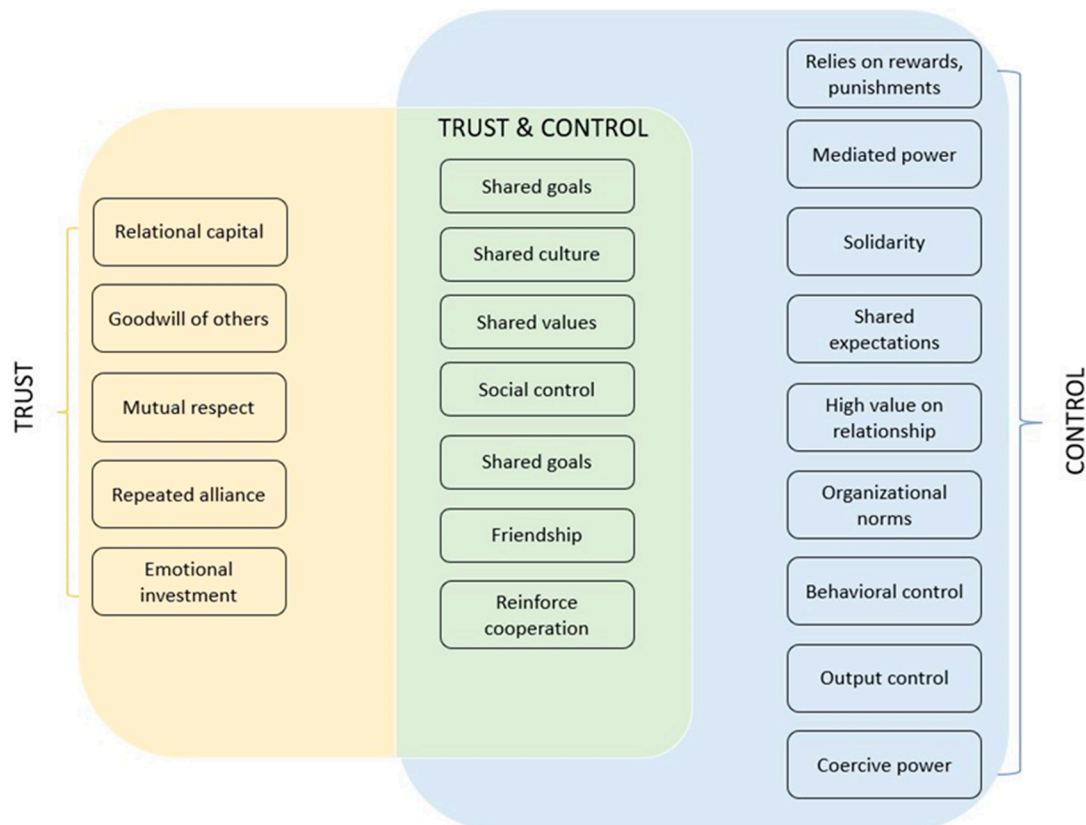 TRUST
Relational capital
Goodwill of others
Mutual respect
Repeated alliance
Emotional
investment
TRUST & CONTROL
Shared goals
Shared culture
Shared values
Social control
Shared goals
Friendship
Reinforce
cooperation
Relies on rewards,
punishments
Mediated power
Solidarity
Shared
expectations
High value on
relationship
Organizational
norms
Behavioral control
Output control
Coercive power
CONTROL